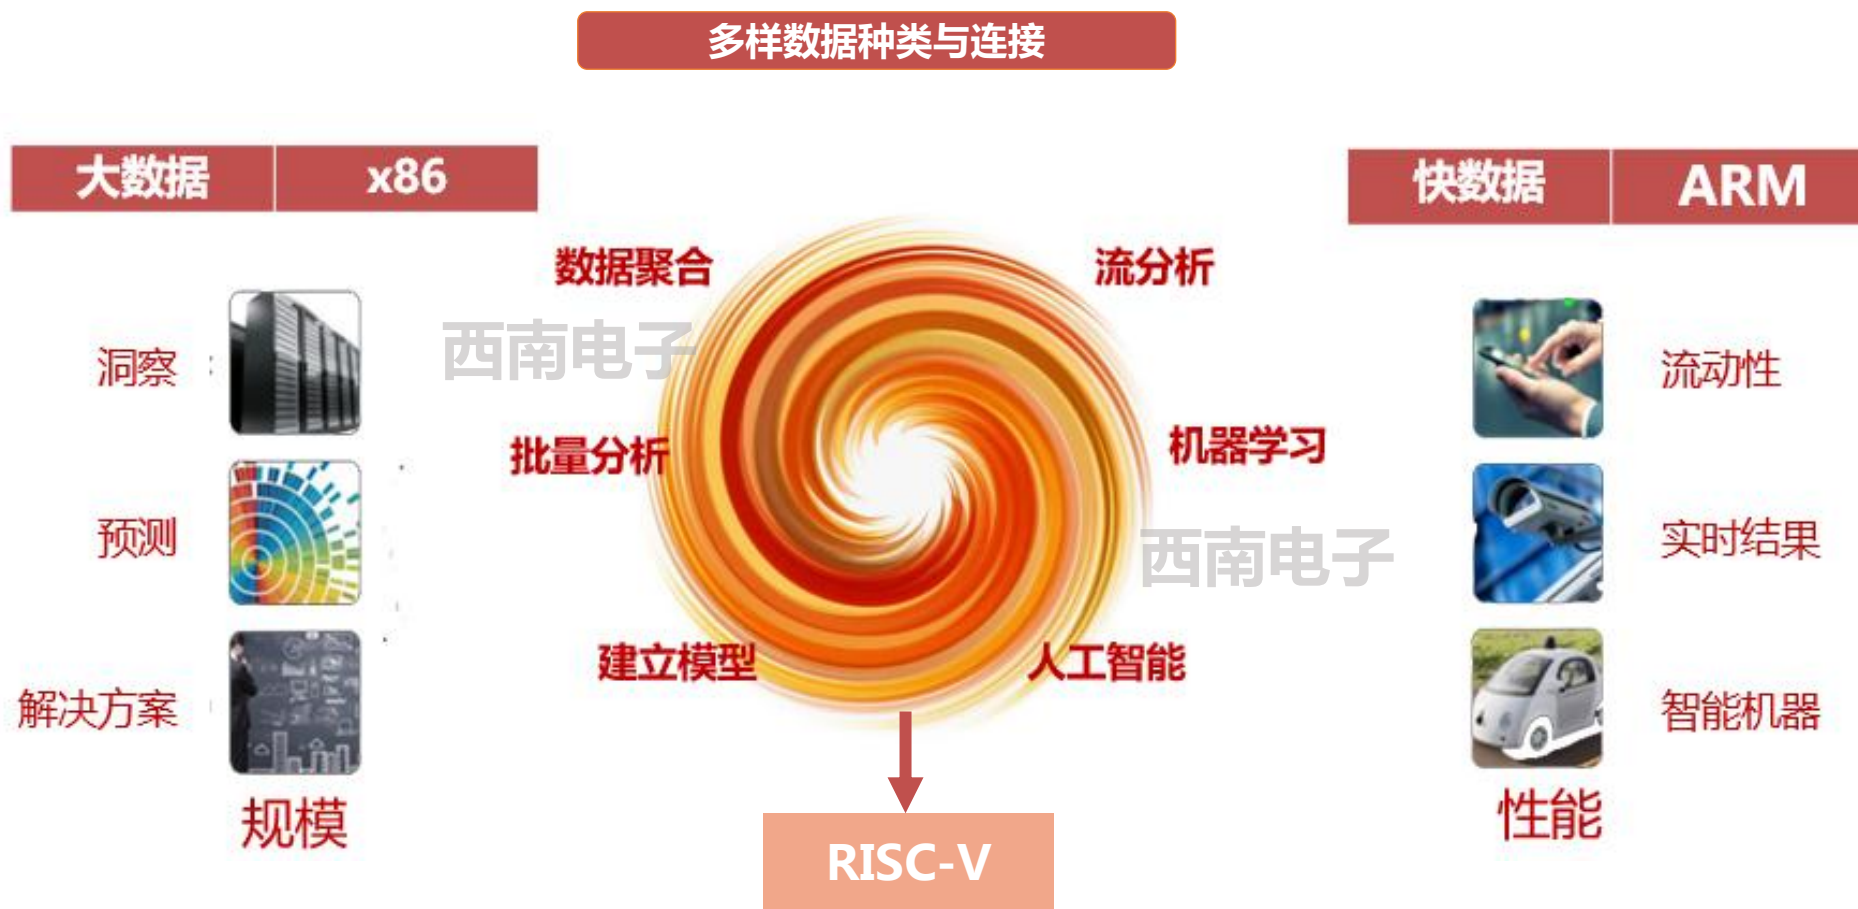 多样数据种类与连接
大数据 x86
快数据 ARM
数据聚合
流分析
西南电子
洞察
流动性
批量分析
机器学习
预测
西南电子
实时结果
建立模型
人工智能
解决方案
智能机器
规模
性能
RISC-V